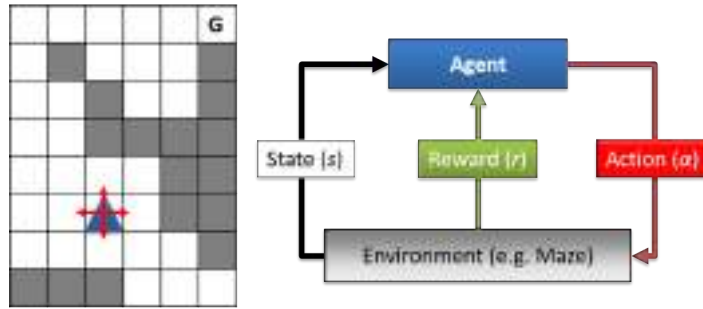 G
Agent
State (s)
Reward (r)
Action (α)
Environment (e.g. Maze)